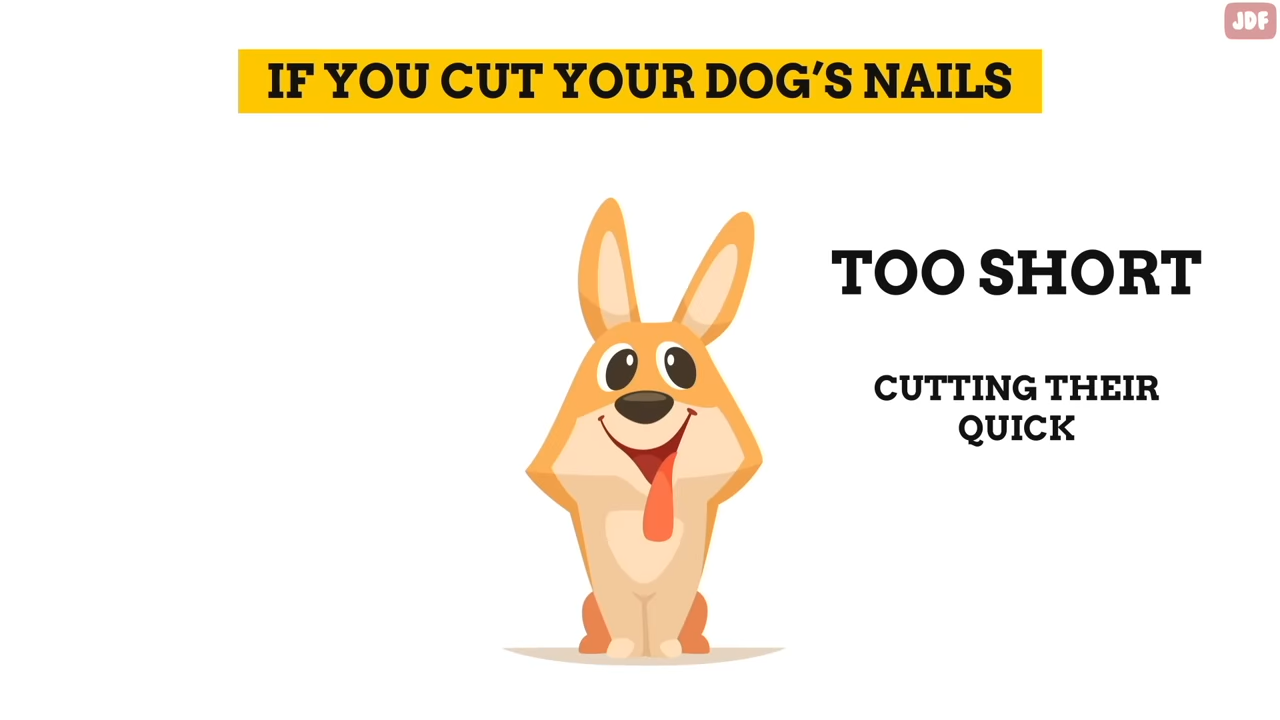 JDF
IF YOU CUT YOUR DOG'S NAILS
TOO SHORT
CUTTING THEIR
QUICK